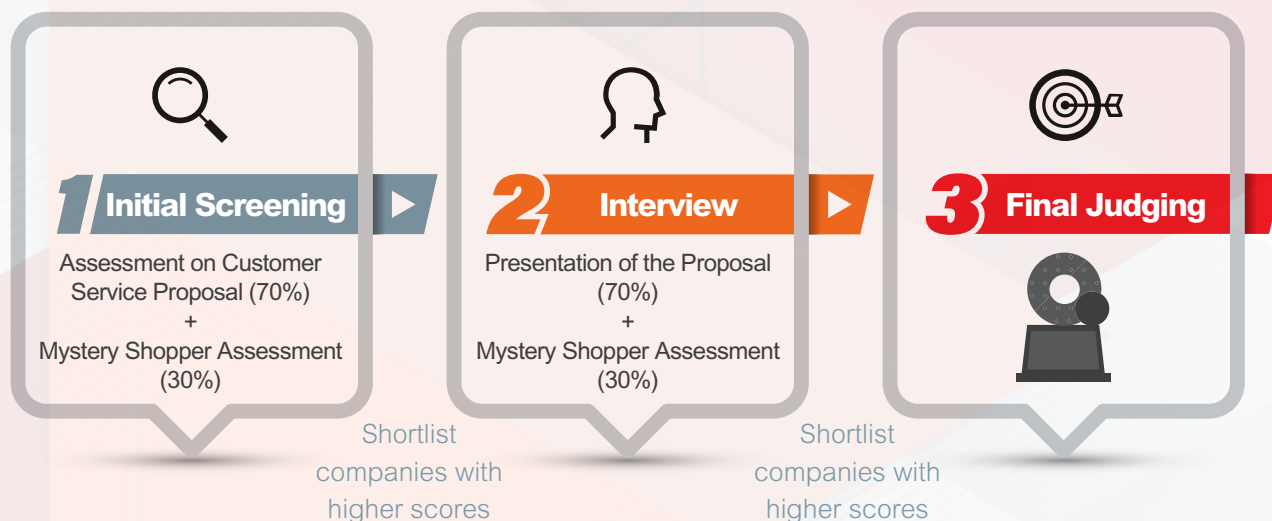 1 Initial Screening
Assessment on Customer
Service Proposal (70%)
+
Mystery Shopper Assessment
(30%)
Shortlist
companies with
higher scores
2 Interview
Presentation of the Proposal
(70%)
+
Mystery Shopper Assessment
(30%)
Shortlist
companies with
higher scores
3 Final Judging